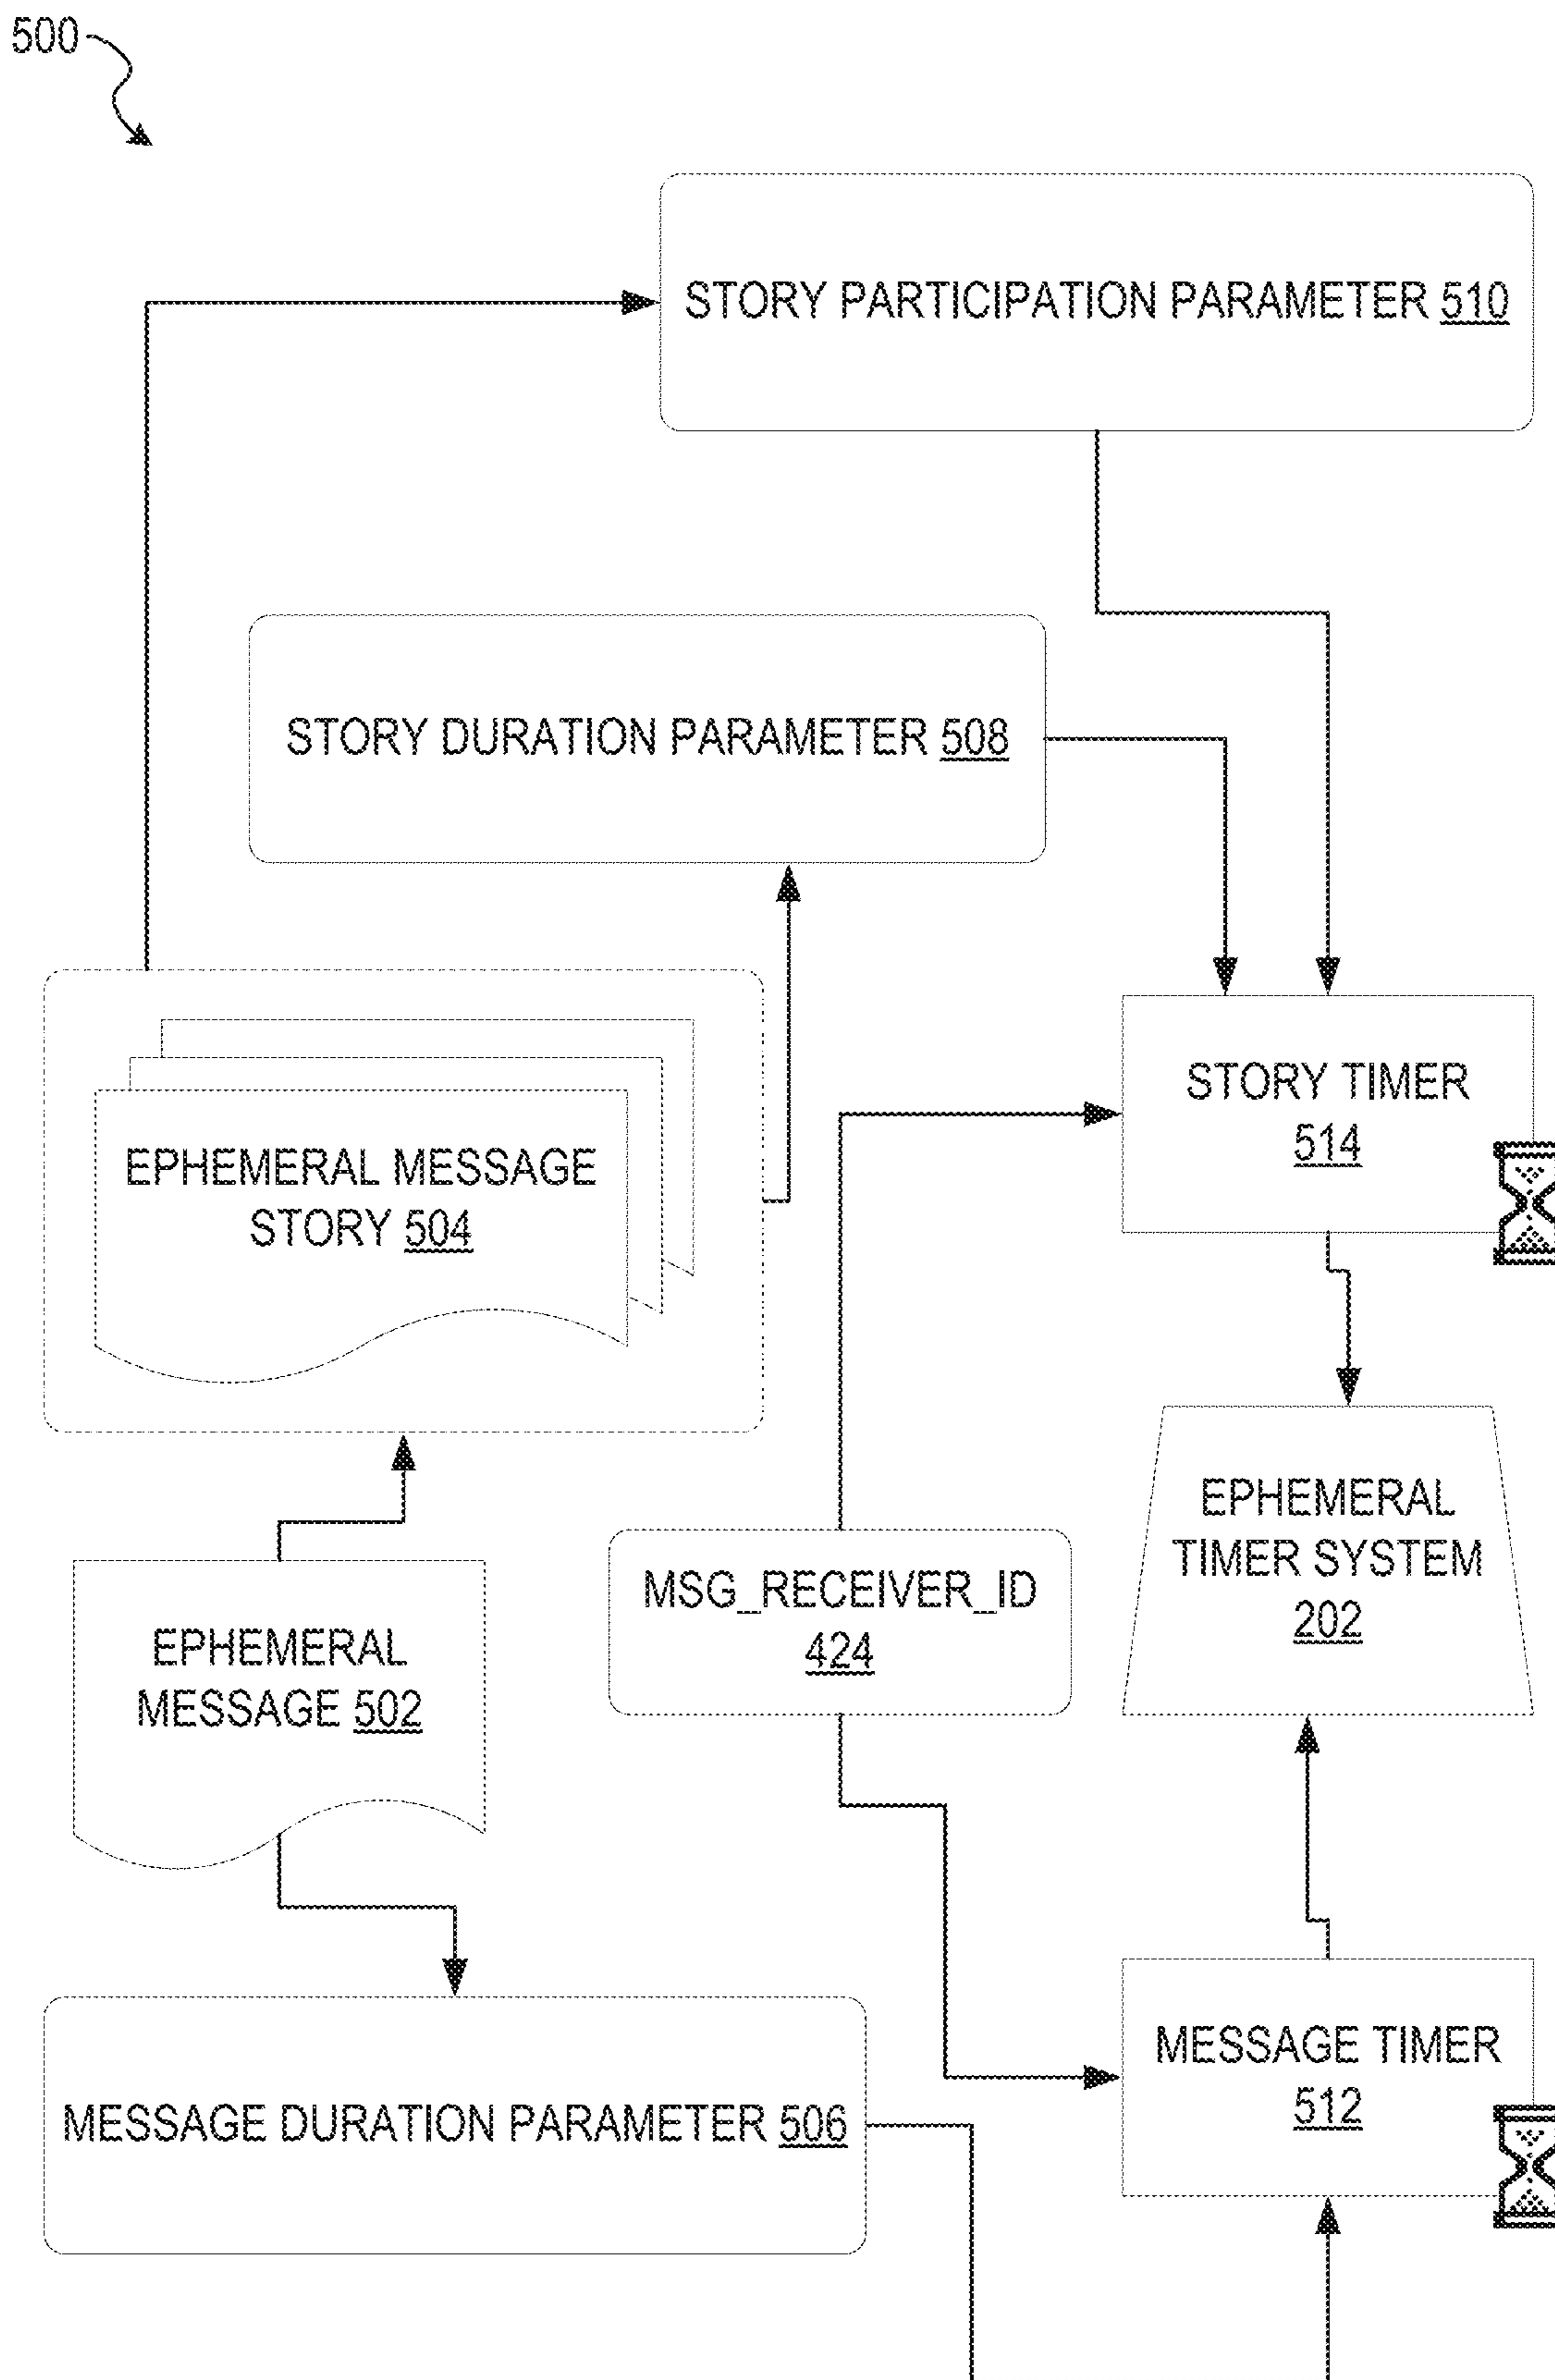 500
STORY PARTICIPATION PARAMETER 510
STORY DURATION PARAMETER 508
STORY TIMER
514
EPHEMERAL MESSAGE
STORY 504
EPHEMERAL
TIMER SYSTEM
202
MSG_RECEIVER_ID
424
EPHEMERAL
MESSAGE 502
MESSAGE TIMER
512
MESSAGE DURATION PARAMETER 506